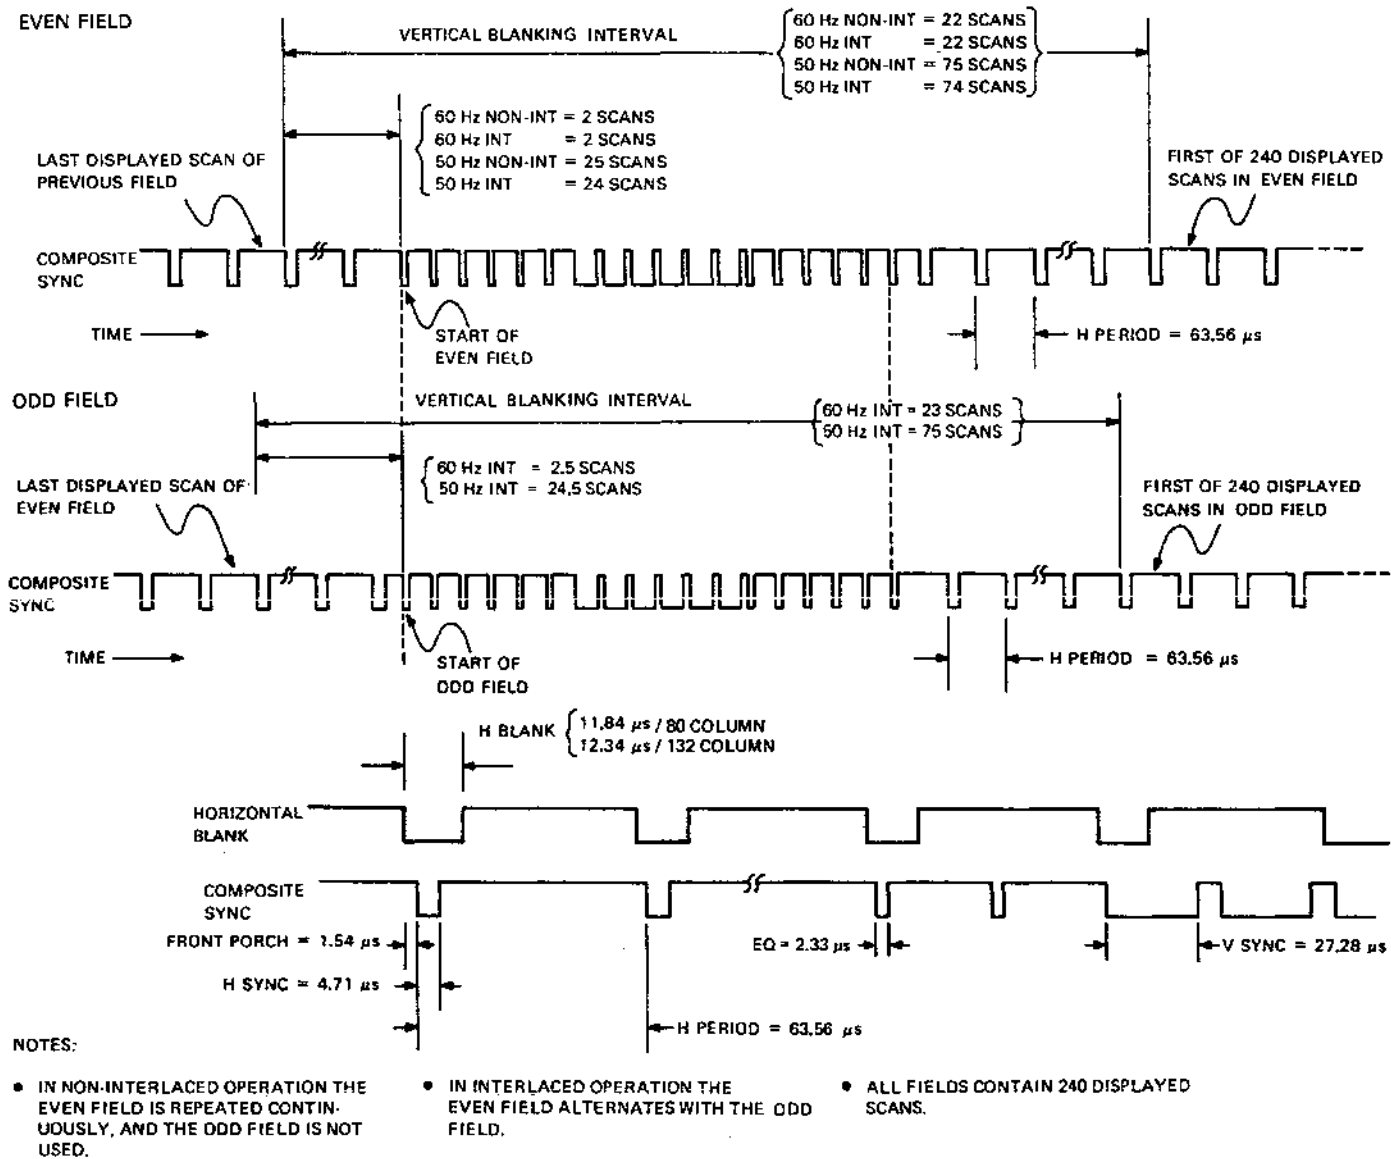 EVEN FIELD
VERTICAL BLANKING INTERVAL
60 Hz NON-INT = 22 SCANS
60 Hz INT = 22 SCANS
50 Hz NON-INT = 75 SCANS
50 Hz INT = 74 SCANS
60 Hz NON-INT = 2 SCANS
60 Hz INT = 2 SCANS
50 Hz NON-INT = 25 SCANS
50 Hz INT = 24 SCANS
LAST DISPLAYED SCAN OF
PREVIOUS FIELD
FIRST OF 240 DISPLAYED
SCANS IN EVEN FIELD
COMPOSITE
SYNC
TIME
START OF
EVEN FIELD
H PERIOD = 63.56 µs
ODD FIELD
VERTICAL BLANKING INTERVAL
60 Hz INT = 23 SCANS
50 Hz INT = 75 SCANS
60 Hz INT = 2.5 SCANS
50 Hz INT = 24.5 SCANS
LAST DISPLAYED SCAN OF
EVEN FIELD
FIRST OF 240 DISPLAYED
SCANS IN ODD FIELD
COMPOSITE
SYNC
TIME
START OF
ODD FIELD
H PERIOD = 63.56 µs
H BLANK
11.84 µs / 80 COLUMN
12.34 µs / 132 COLUMN
HORIZONTAL
BLANK
COMPOSITE
SYNC
FRONT PORCH = 1.54 µs
EQ = 2.33 µs
V SYNC = 27.28 µs
H SYNC = 4.71 µs
H PERIOD = 63.56 µs
NOTES:
• IN NON-INTERLACED OPERATION THE
EVEN FIELD IS REPEATED CONTIN-
UOUSLY, AND THE ODD FIELD IS NOT
USED.
• IN INTERLACED OPERATION THE
EVEN FIELD ALTERNATES WITH THE ODD
FIELD.
• ALL FIELDS CONTAIN 240 DISPLAYED
SCANS.